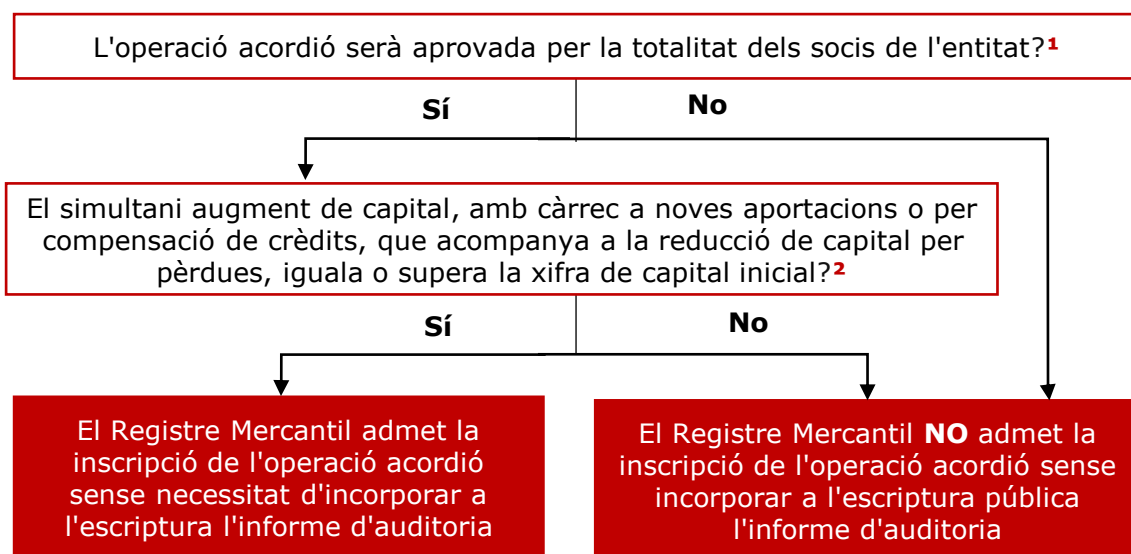 L'operació acordió serà aprovada per la totalitat dels socis de l'entitat?¹
Sí
No
El simultani augment de capital, amb càrrec a noves aportacions o per
compensació de crèdits, que acompanya a la reducció de capital per
pèrdues, iguala o supera la xifra de capital inicial?²
Sí
No
El Registre Mercantil admet la
inscripció de l'operació acordió
sense necessitat d'incorporar a
l'escriptura l'informe d'auditoria
El Registre Mercantil NO admet la
inscripció de l'operació acordió sense
incorporar a l'escriptura pública
l'informe d'auditoria